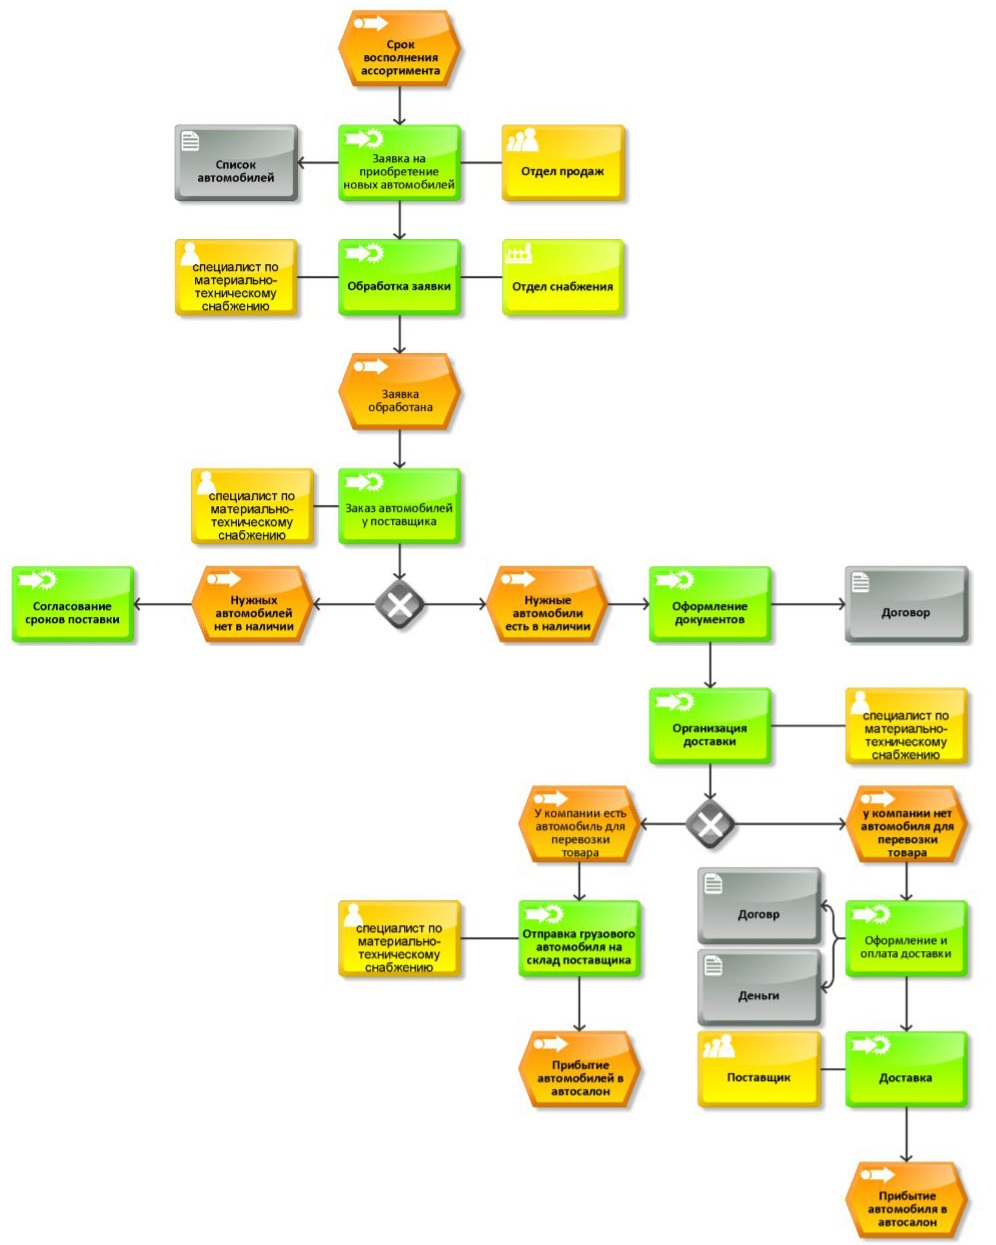 Срок
восполнения
ассортимента
Список
автомобилей
Заявка на
приобретение
новых автомобилей
Отдел продаж
специалист по
материально-
техническому
снабжению
Обработка заявки
Отдел снабжения
Заявка
обработана
специалист по
материально-
техническому
снабжению
Заказ автомобилей
у поставщика
Согласование
сроков поставки
Нужных
автомобилей
нет в наличии
Нужные
автомобили
есть в наличии
Оформление
документов
Договор
Организация
доставки
специалист по
материально-
техническому
снабжению
У компании есть
автомобиль для
перевозки
товара
у компании нет
автомобиля для
перевозки
товара
специалист по
материально-
техническому
снабжению
Отправка грузового
автомобиля на
склад поставщика
Договр
Оформление и
оплата доставки
Деньги
Прибытие
автомобилей в
автосалон
Поставщик
Доставка
Прибытие
автомобиля в
автосалон